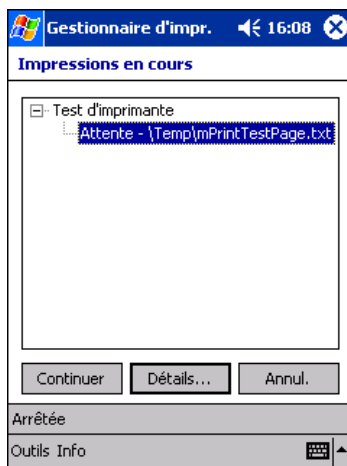 Gestionnaire d'impr. 16:08
Impressions en cours
Test d'imprimante
Attente - \Temp\mPrintTestPage.txt
Continuer Détails... Annul.
Arrêtée
Outils Info